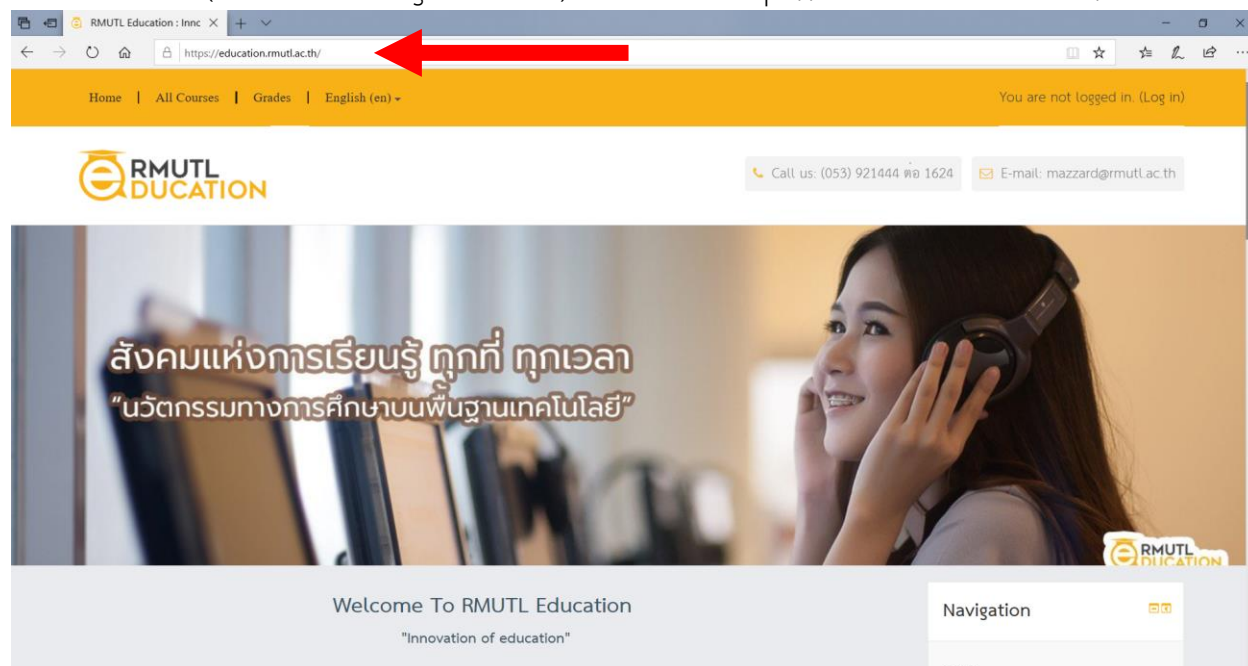 RMUTL Education : Innc
https://education.rmutl.ac.th/
Home | All Courses | Grades | English (en)
You are not logged in. (Log in)
RMUTL
EDUCATION
Call us: (053) 921444 ต่อ 1624
E-mail: mazzard@rmutl.ac.th
สังคมแห่งการเรียนรู้ ทุกที่ ทุกเวลา
"นวัตกรรมทางการศึกษาบนพื้นฐานเทคโนโลยี"
RMUTL
EDUCATION
Welcome To RMUTL Education
"Innovation of education"
Navigation